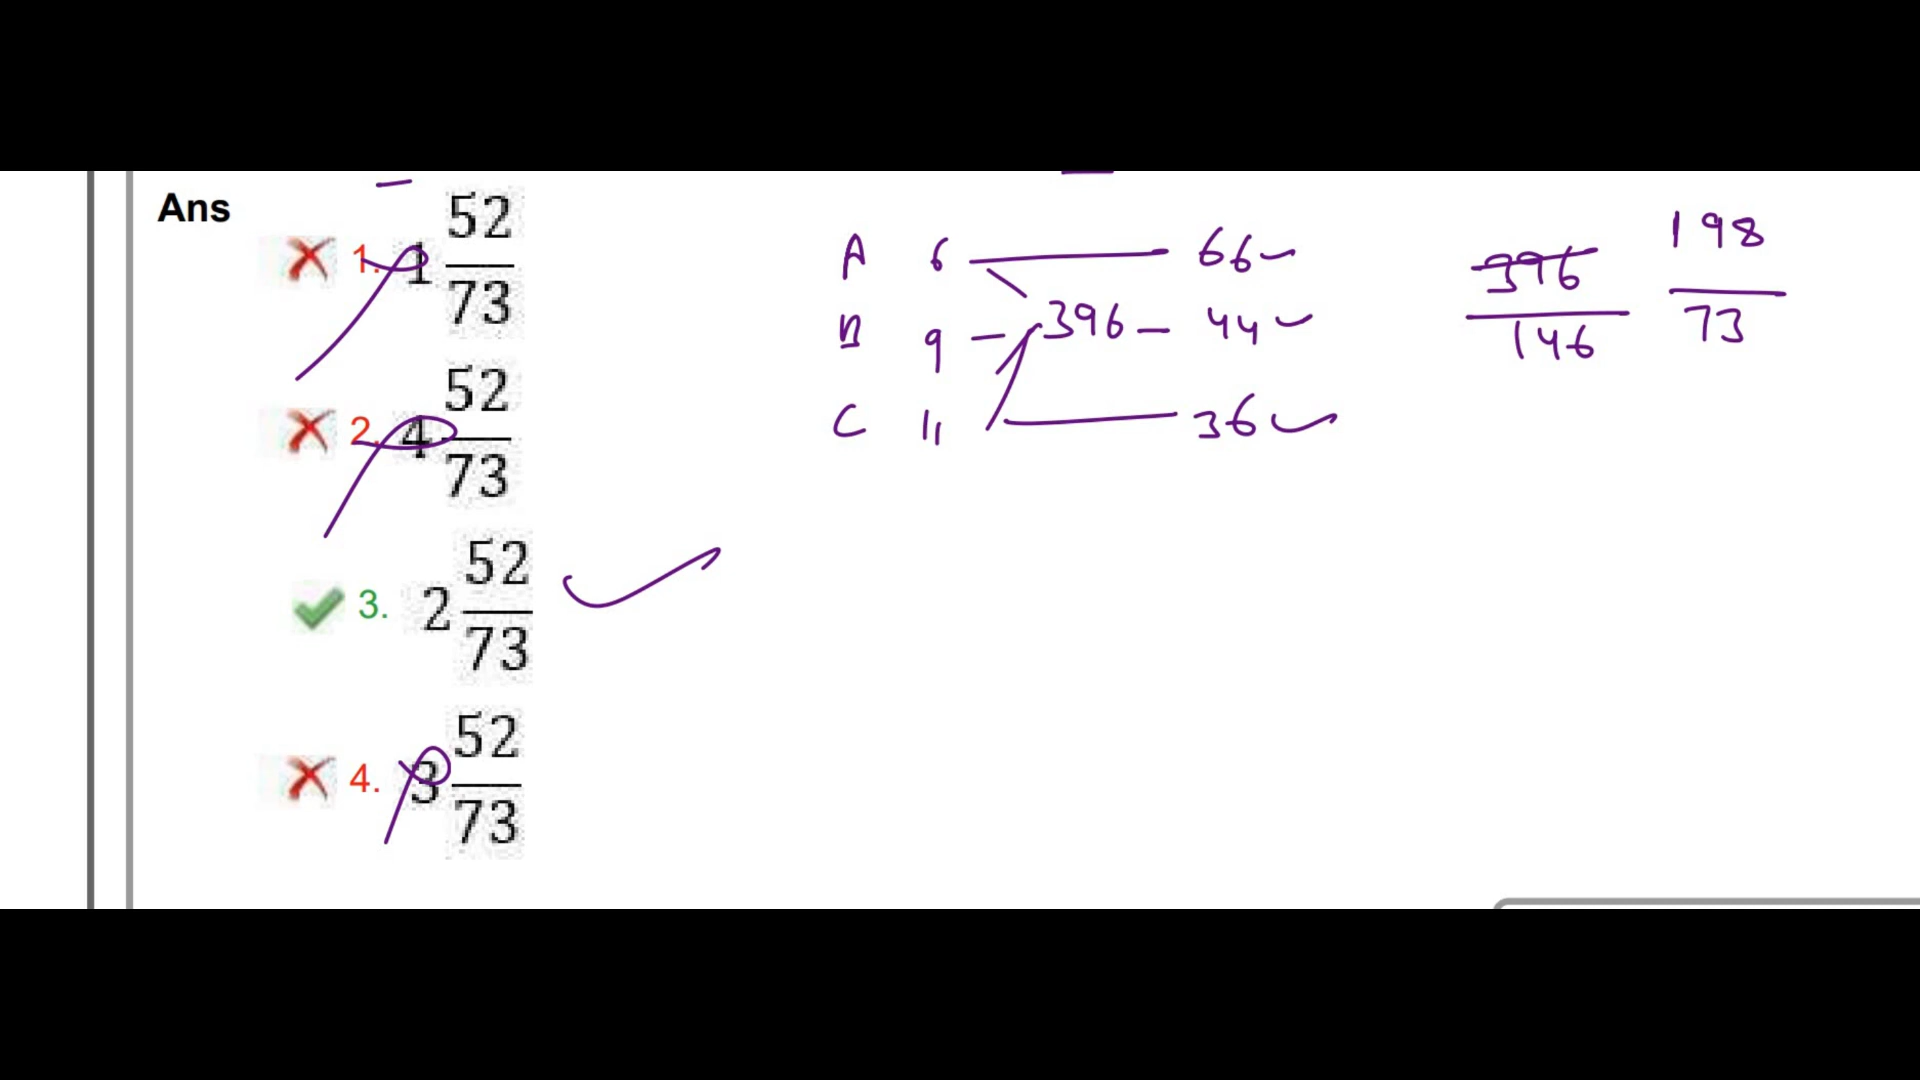 Ans
1. 1 52/73
2. 4 52/73
3. 2 52/73
4. 3 52/73
A 6 66
B 9 396 44
C 11 36
396/146 198/73